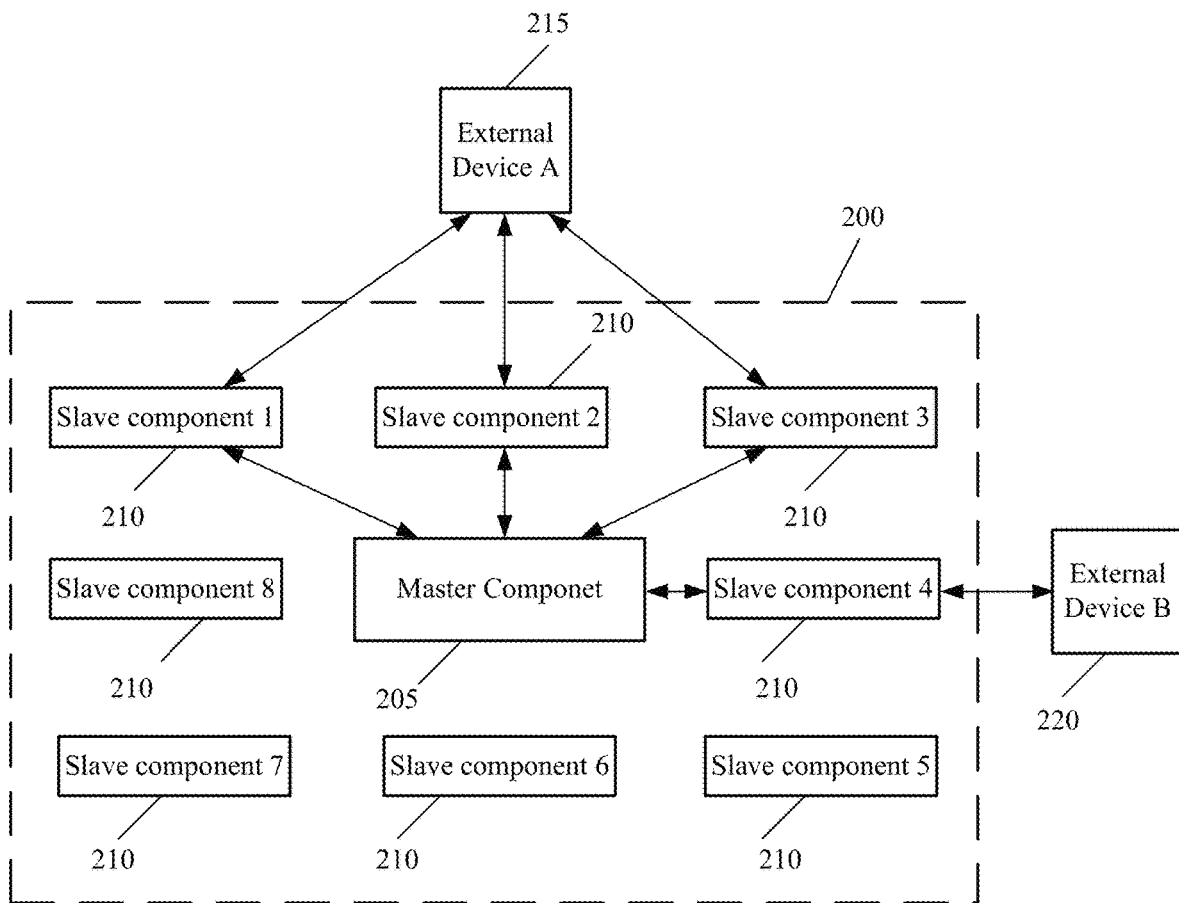 215
External
Device A
200
210
Slave component 1
Slave component 2
Slave component 3
210
210
Slave component 8
Master Componet
Slave component 4
External
Device B
210
205
210
220
Slave component 7
Slave component 6
Slave component 5
210
210
210